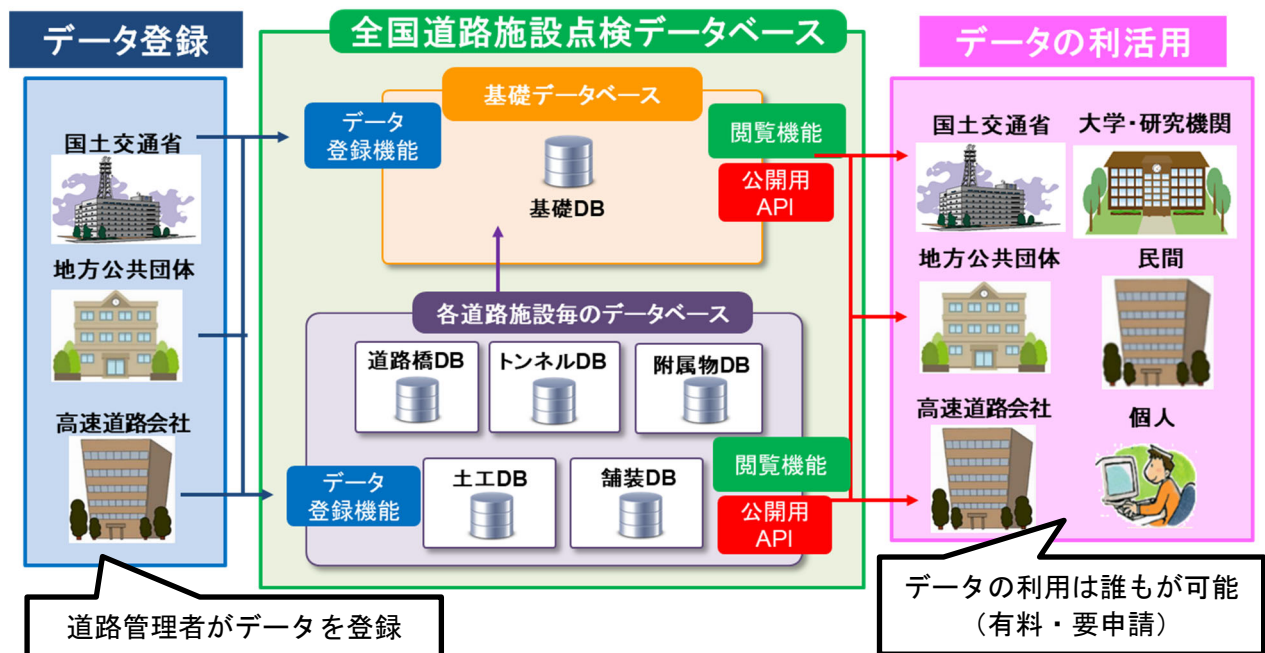 データ登録
国土交通省
地方公共団体
高速道路会社
道路管理者がデータを登録
全国道路施設点検データベース
基礎データベース
データ
登録機能
基礎DB
閲覧機能
公開用
API
各道路施設毎のデータベース
道路橋DB
トンネルDB
附属物DB
データ
登録機能
土工DB
舗装DB
閲覧機能
公開用
API
データの利活用
国土交通省
大学・研究機関
地方公共団体
民間
高速道路会社
個人
データの利用は誰もが可能
（有料・要申請）